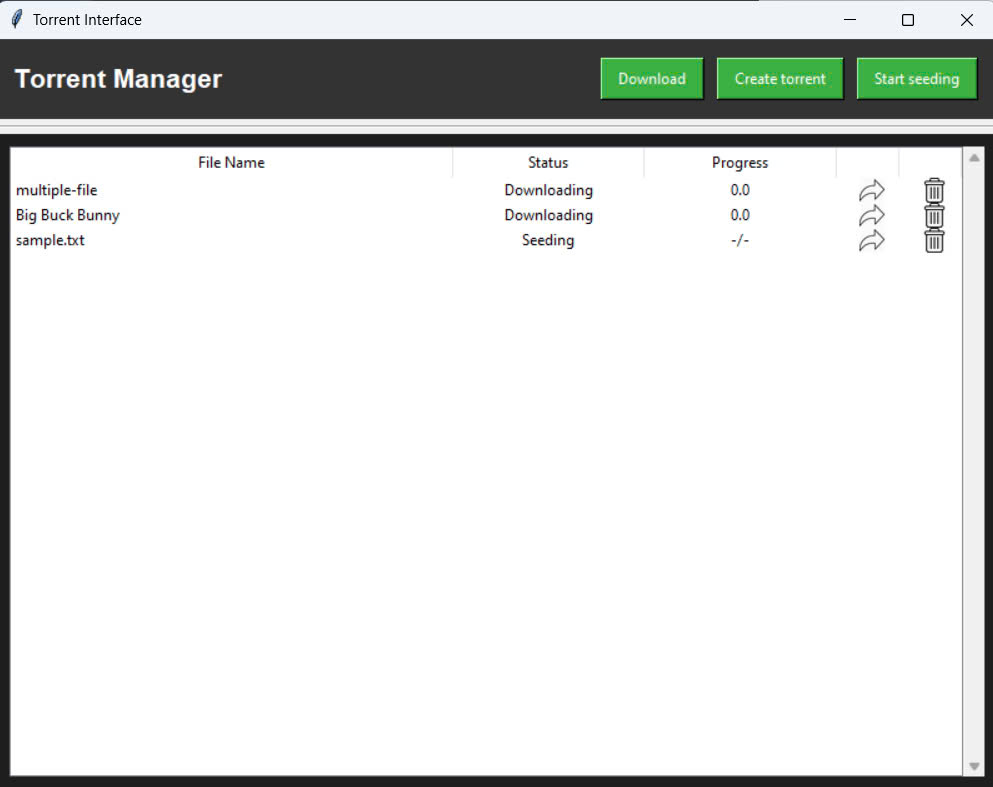 Torrent Interface
Torrent Manager Download Create torrent Start seeding
File Name Status Progress
multiple-file Downloading 0.0
Big Buck Bunny Downloading 0.0
sample.txt Seeding -/-